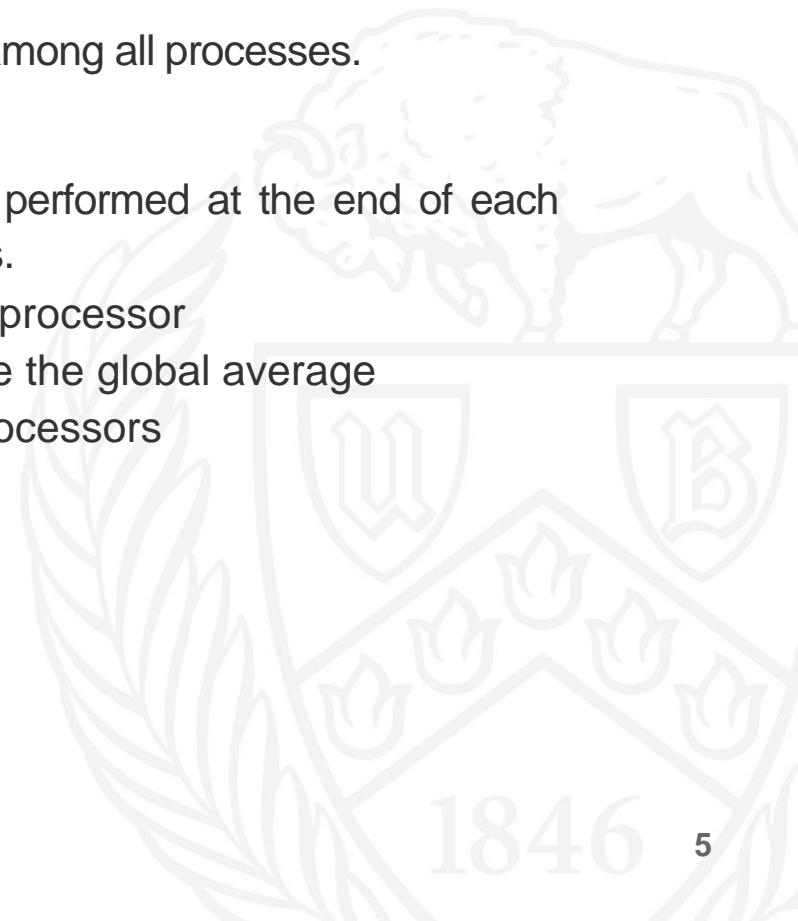 among all processes.
performed at the end of each
s.
processor
e the global average
ocessors
U B
1846
5